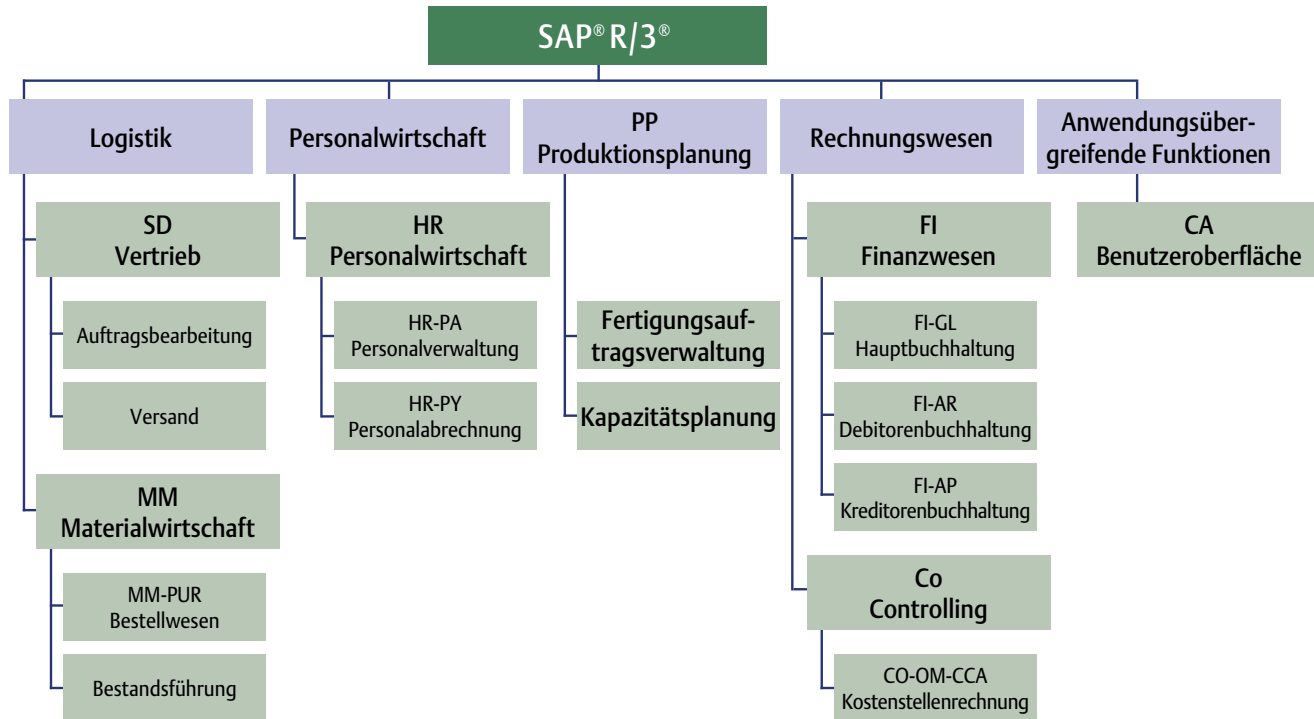 SAP® R/3®
Logistik
Personalwirtschaft
PP
Produktionsplanung
Rechnungswesen
Anwendungsüber-
greifende Funktionen
SD
Vertrieb
Auftragsbearbeitung
Versand
MM
Materialwirtschaft
MM-PUR
Bestellwesen
Bestandsführung
HR
Personalwirtschaft
HR-PA
Personalverwaltung
HR-PY
Personalabrechnung
Fertigungsauf-
tragsverwaltung
Kapazitätsplanung
FI
Finanzwesen
FI-GL
Hauptbuchhaltung
FI-AR
Debitorenbuchhaltung
FI-AP
Kreditorenbuchhaltung
Co
Controlling
CO-OM-CCA
Kostenstellenrechnung
CA
Benutzeroberfläche